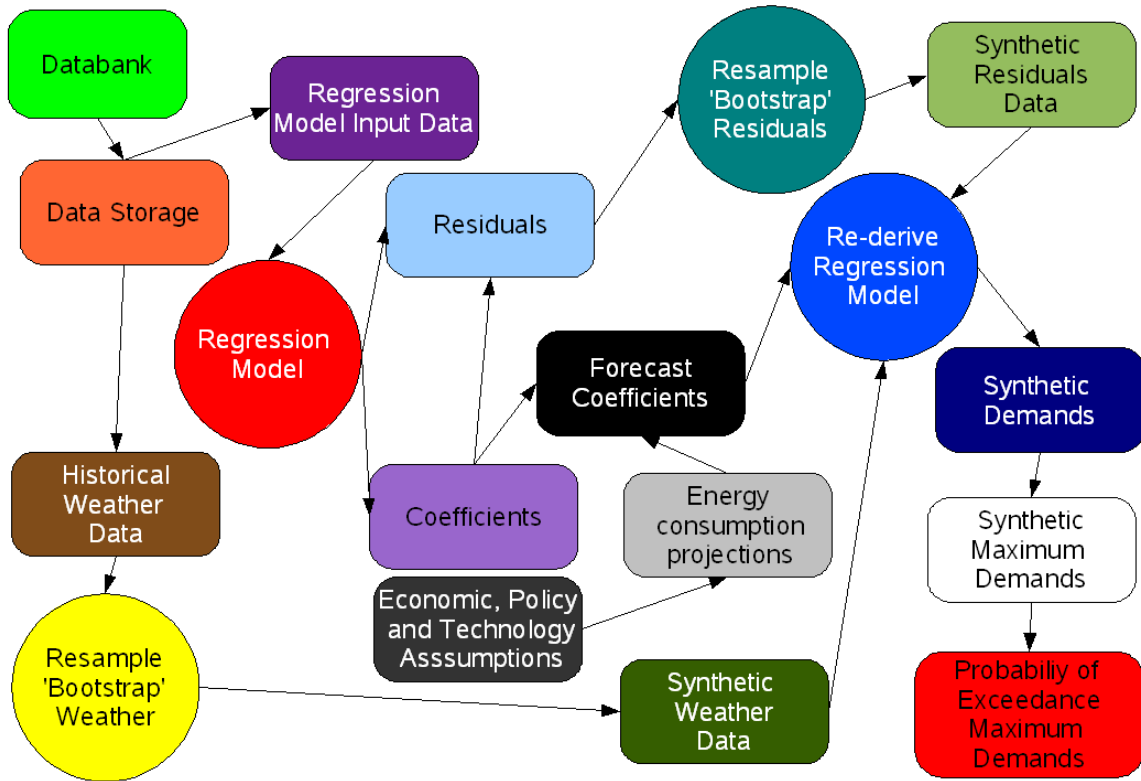 Databank
Regression
Model Input Data
Resample
'Bootstrap'
Residuals
Synthetic
Residuals
Data
Data Storage
Residuals
Re-derive
Regression
Model
Regression
Model
Forecast
Coefficients
Synthetic
Demands
Historical
Weather
Data
Coefficients
Energy
consumption
projections
Synthetic
Maximum
Demands
Economic, Policy
and Technology
Asssumptions
Resample
'Bootstrap'
Weather
Synthetic
Weather
Data
Probabiliy of
Exceedance
Maximum
Demands